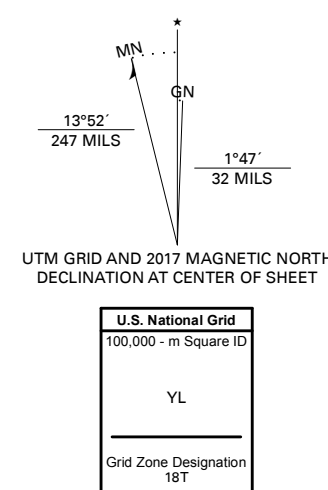 ★
MN
GN
13°52´
247 MILS
1°47´
32 MILS
UTM GRID AND 2017 MAGNETIC NORTH
DECLINATION AT CENTER OF SHEET
U.S. National Grid
100,000 - m Square ID
YL
Grid Zone Designation
18T